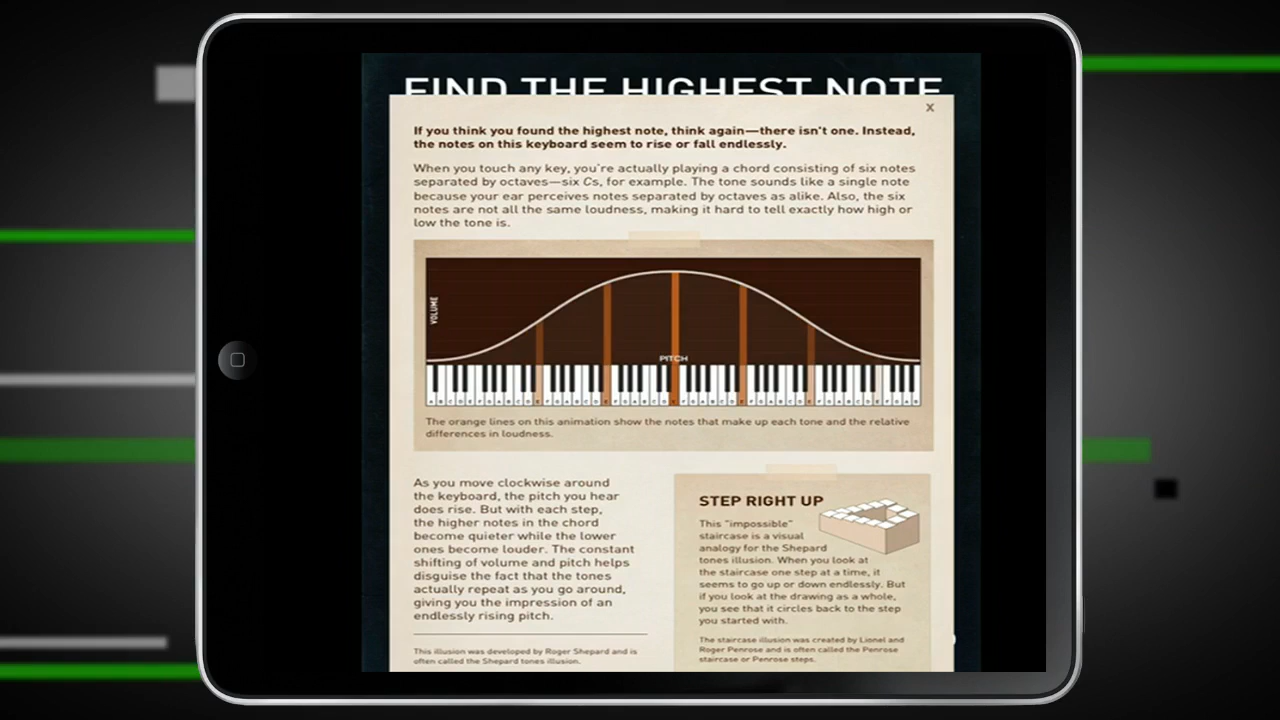 FIND THE HIGHEST NOTE
X
If you think you found the highest note, think again—there isn't one. Instead,
the notes on this keyboard seem to rise or fall endlessly.
When you touch any key, you're actually playing a chord consisting of six notes
separated by octaves—six Cs, for example. The tone sounds like a single note
because your ear perceives notes separated by octaves as alike. Also, the six
notes are not all the same loudness, making it hard to tell exactly how high or
low the tone is.
VOLUME
PITCH
The orange lines on this animation show the notes that make up each tone and the relative
differences in loudness.
As you move clockwise around
the keyboard, the pitch you hear
does rise. But with each step,
the higher notes in the chord
become quieter while the lower
ones become louder. The constant
shifting of volume and pitch helps
disguise the fact that the tones
actually repeat as you go around,
giving you the impression of an
endlessly rising pitch.
This illusion was developed by Roger Shepard and is
often called the Shepard tones illusion.
STEP RIGHT UP
This "impossible"
staircase is a visual
analogy for the Shepard
tones illusion. When you look at
the staircase one step at a time, it
seems to go up or down endlessly. But
if you look at the drawing as a whole,
you see that it circles back to the step
you started with.
The staircase illusion was created by Lionel and
Roger Penrose and is often called the Penrose
staircase or Penrose steps.